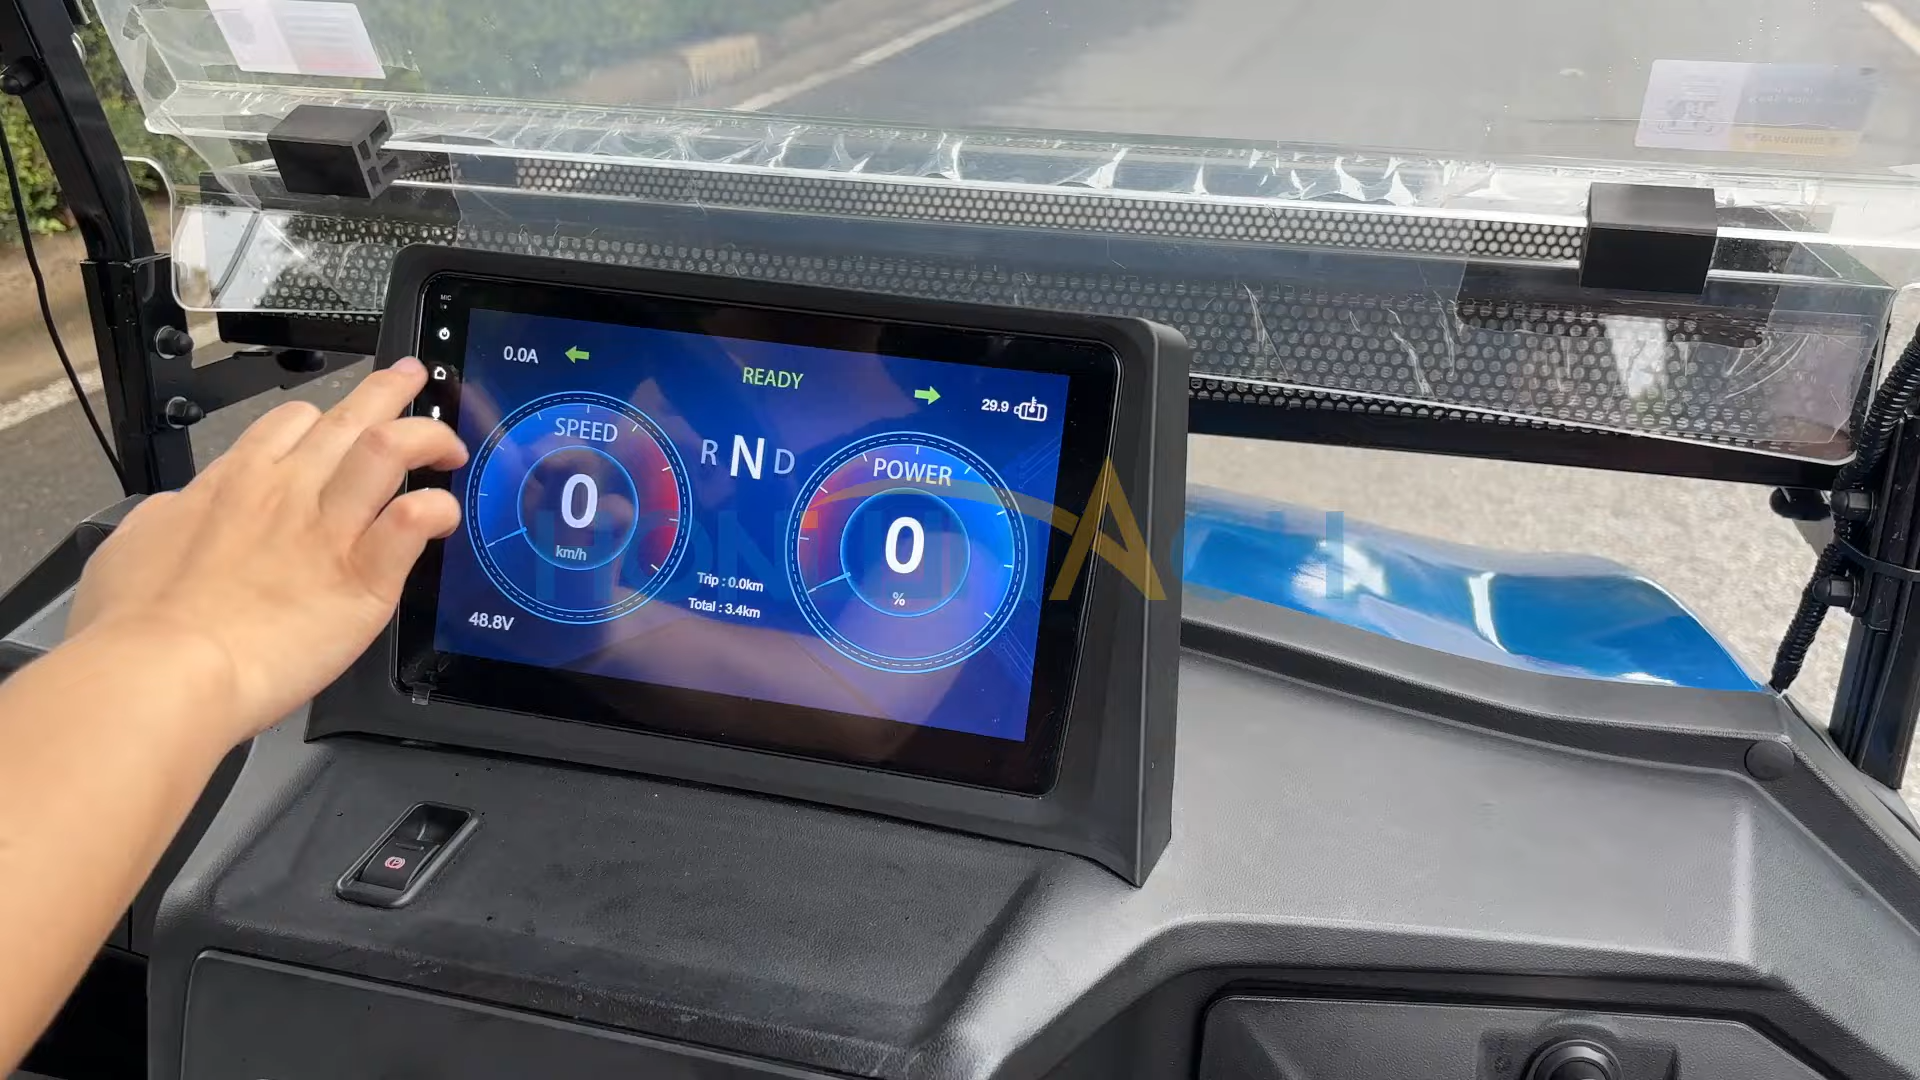 MIC
0.0A
READY
29.9
SPEED
0
km/h
R N D
POWER
0
%
Trip : 0.0km
Total : 3.4km
48.8V